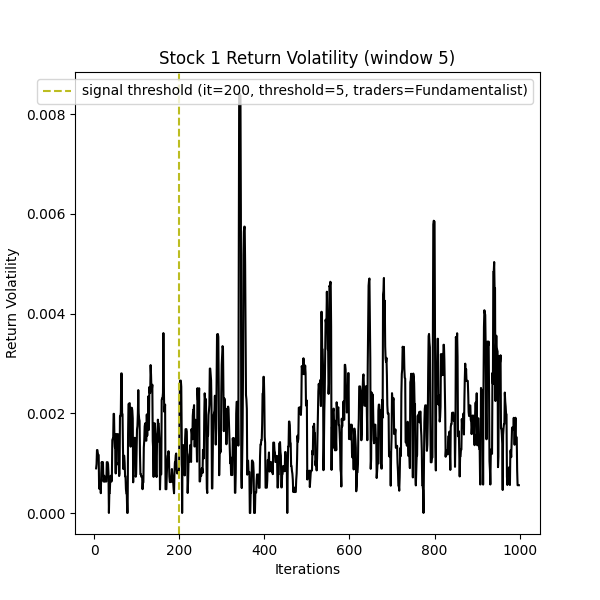 Stock 1 Return Volatility (window 5)
signal threshold (it=200, threshold=5, traders=Fundamentalist)
Return Volatility
0.008
0.006
0.004
0.002
0.000
0 200 400 600 800 1000
Iterations